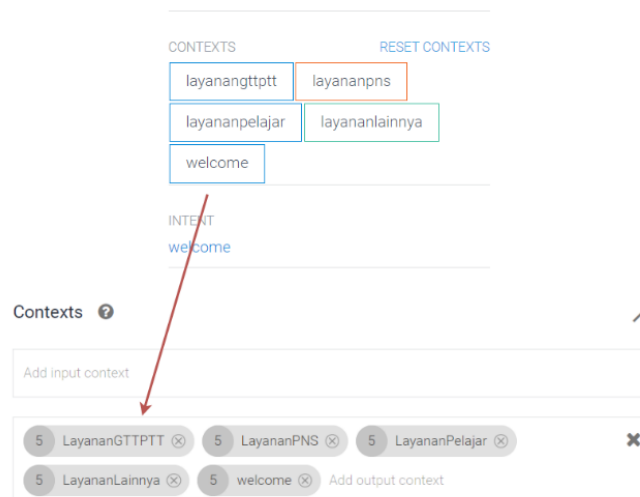 CONTEXTS RESET CONTEXTS
layanangttptt layananpns
layananpelajar layananlainnya
welcome
INTENT
welcome
Contexts ?
Add input context
5 LayananGTTPTT 5 LayananPNS 5 LayananPelajar
5 LayananLainnya 5 welcome Add output context